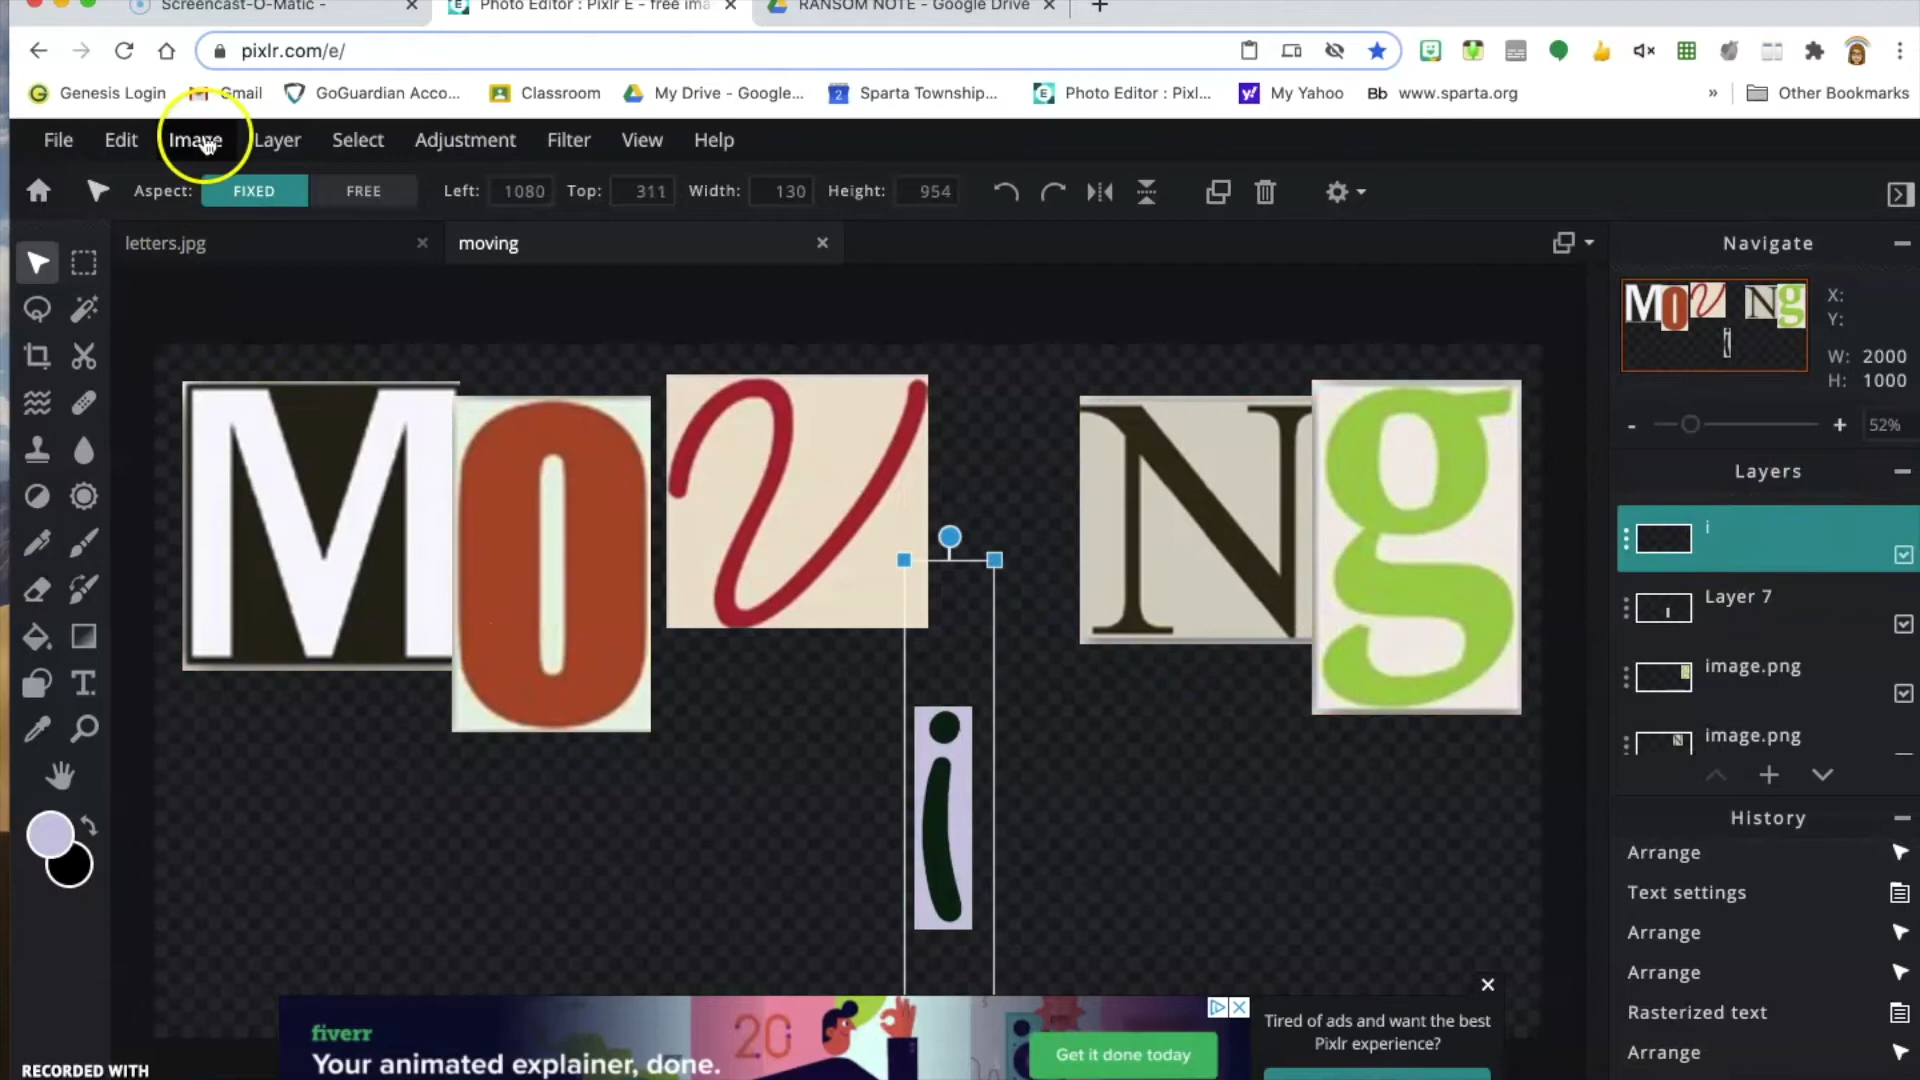 Screencast-O-Matic -
Photo Editor : Pixlr E - free ima
RANSOM NOTE - Google Drive
pixlr.com/e/
Genesis Login
Gmail
GoGuardian Acco...
Classroom
My Drive - Google...
2 Sparta Township...
Photo Editor : Pixl...
My Yahoo
Bb www.sparta.org
»
Other Bookmarks
File Edit Image Layer Select Adjustment Filter View Help
Aspect: FIXED FREE Left: 1080 Top: 311 Width: 130 Height: 954
letters.jpg
moving
Navigate
X:
Y:
W: 2000
H: 1000
52%
M O V i N g
Layers
i
Layer 7
image.png
image.png
History
Arrange
Text settings
Arrange
Arrange
Rasterized text
Arrange
fiverr
Your animated explainer, done.
20
Get it done today
Tired of ads and want the best
Pixlr experience?
RECORDED WITH